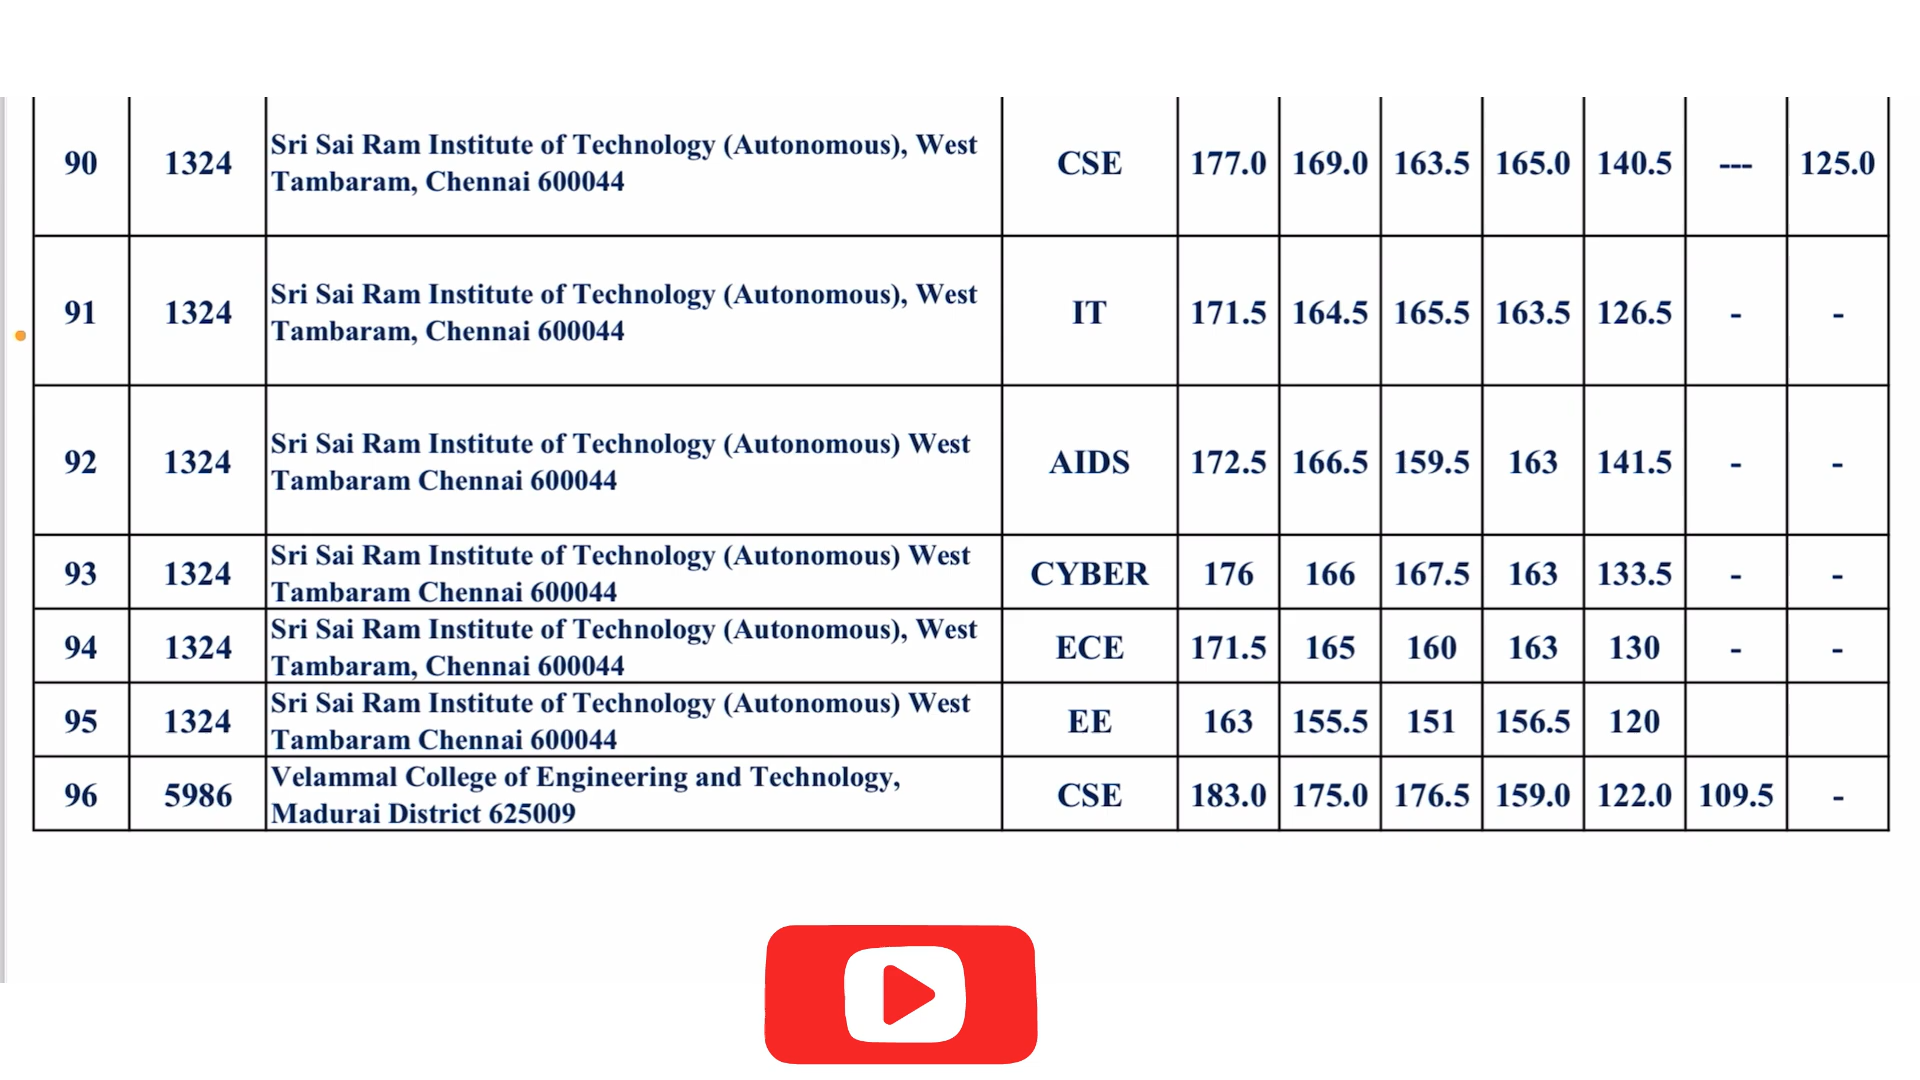 90 1324 Sri Sai Ram Institute of Technology (Autonomous), West
Tambaram, Chennai 600044 CSE 177.0 169.0 163.5 165.0 140.5 --- 125.0
91 1324 Sri Sai Ram Institute of Technology (Autonomous), West
Tambaram, Chennai 600044 IT 171.5 164.5 165.5 163.5 126.5 - -
92 1324 Sri Sai Ram Institute of Technology (Autonomous) West
Tambaram Chennai 600044 AIDS 172.5 166.5 159.5 163 141.5 - -
93 1324 Sri Sai Ram Institute of Technology (Autonomous) West
Tambaram Chennai 600044 CYBER 176 166 167.5 163 133.5 - -
94 1324 Sri Sai Ram Institute of Technology (Autonomous), West
Tambaram, Chennai 600044 ECE 171.5 165 160 163 130 - -
95 1324 Sri Sai Ram Institute of Technology (Autonomous) West
Tambaram Chennai 600044 EE 163 155.5 151 156.5 120
96 5986 Velammal College of Engineering and Technology,
Madurai District 625009 CSE 183.0 175.0 176.5 159.0 122.0 109.5 -